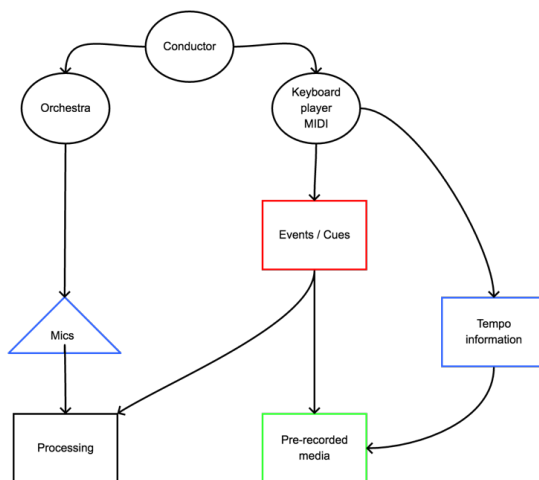 Conductor
Orchestra
Keyboard
player
MIDI
Events / Cues
Mics
Tempo
information
Processing
Pre-recorded
media